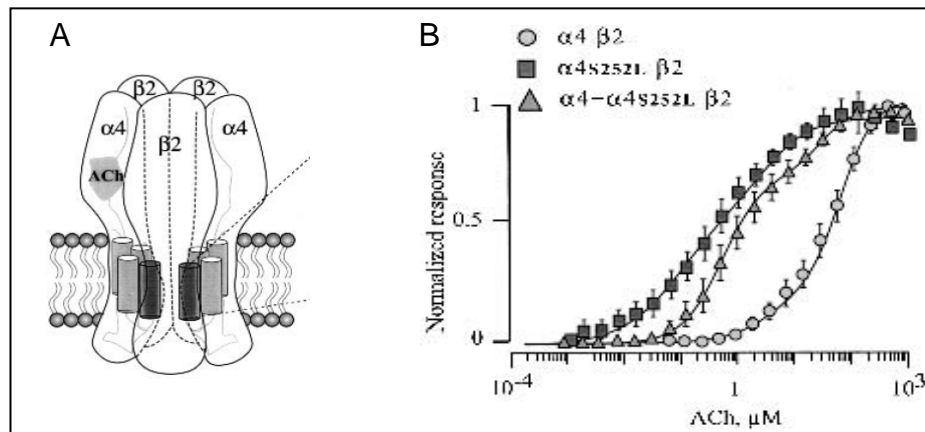 A
β2 β2
α4 β2 α4
ACh
B
α4 β2
α4S252L β2
α4-α4S252L β2
Normalized response
1
0.5
0
10-4 1 103
ACh, μM